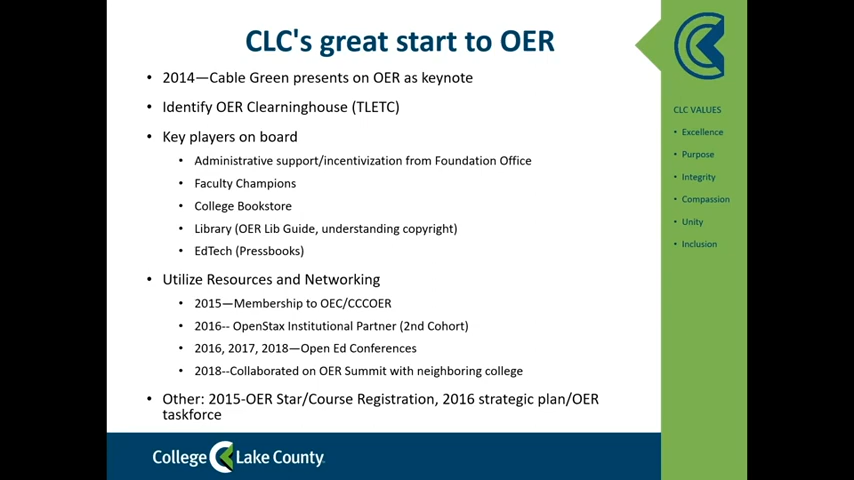 CLC's great start to OER
• 2014—Cable Green presents on OER as keynote
• Identify OER Clearninghouse (TLETC)
• Key players on board
• Administrative support/incentivization from Foundation Office
• Faculty Champions
• College Bookstore
• Library (OER Lib Guide, understanding copyright)
• EdTech (Pressbooks)
• Utilize Resources and Networking
• 2015—Membership to OEC/CCCOER
• 2016-- OpenStax Institutional Partner (2nd Cohort)
• 2016, 2017, 2018—Open Ed Conferences
• 2018--Collaborated on OER Summit with neighboring college
• Other: 2015-OER Star/Course Registration, 2016 strategic plan/OER
taskforce
CLC VALUES
• Excellence
• Purpose
• Integrity
• Compassion
• Unity
• Inclusion
College Lake County